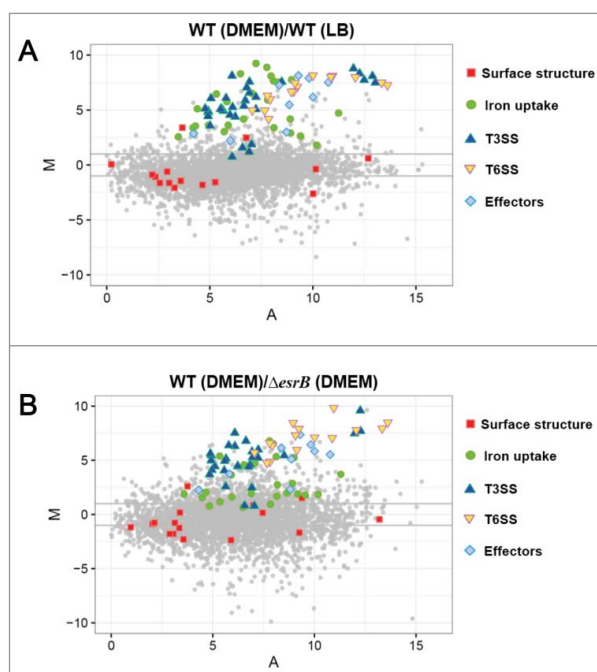 A
WT (DMEM)/WT (LB)
10
5
0
−5
−10
M
0
5
10
15
A
Surface structure
Iron uptake
T3SS
T6SS
Effectors
B
WT (DMEM)/ΔesrB (DMEM)
10
5
0
−5
−10
M
0
5
10
15
A
Surface structure
Iron uptake
T3SS
T6SS
Effectors